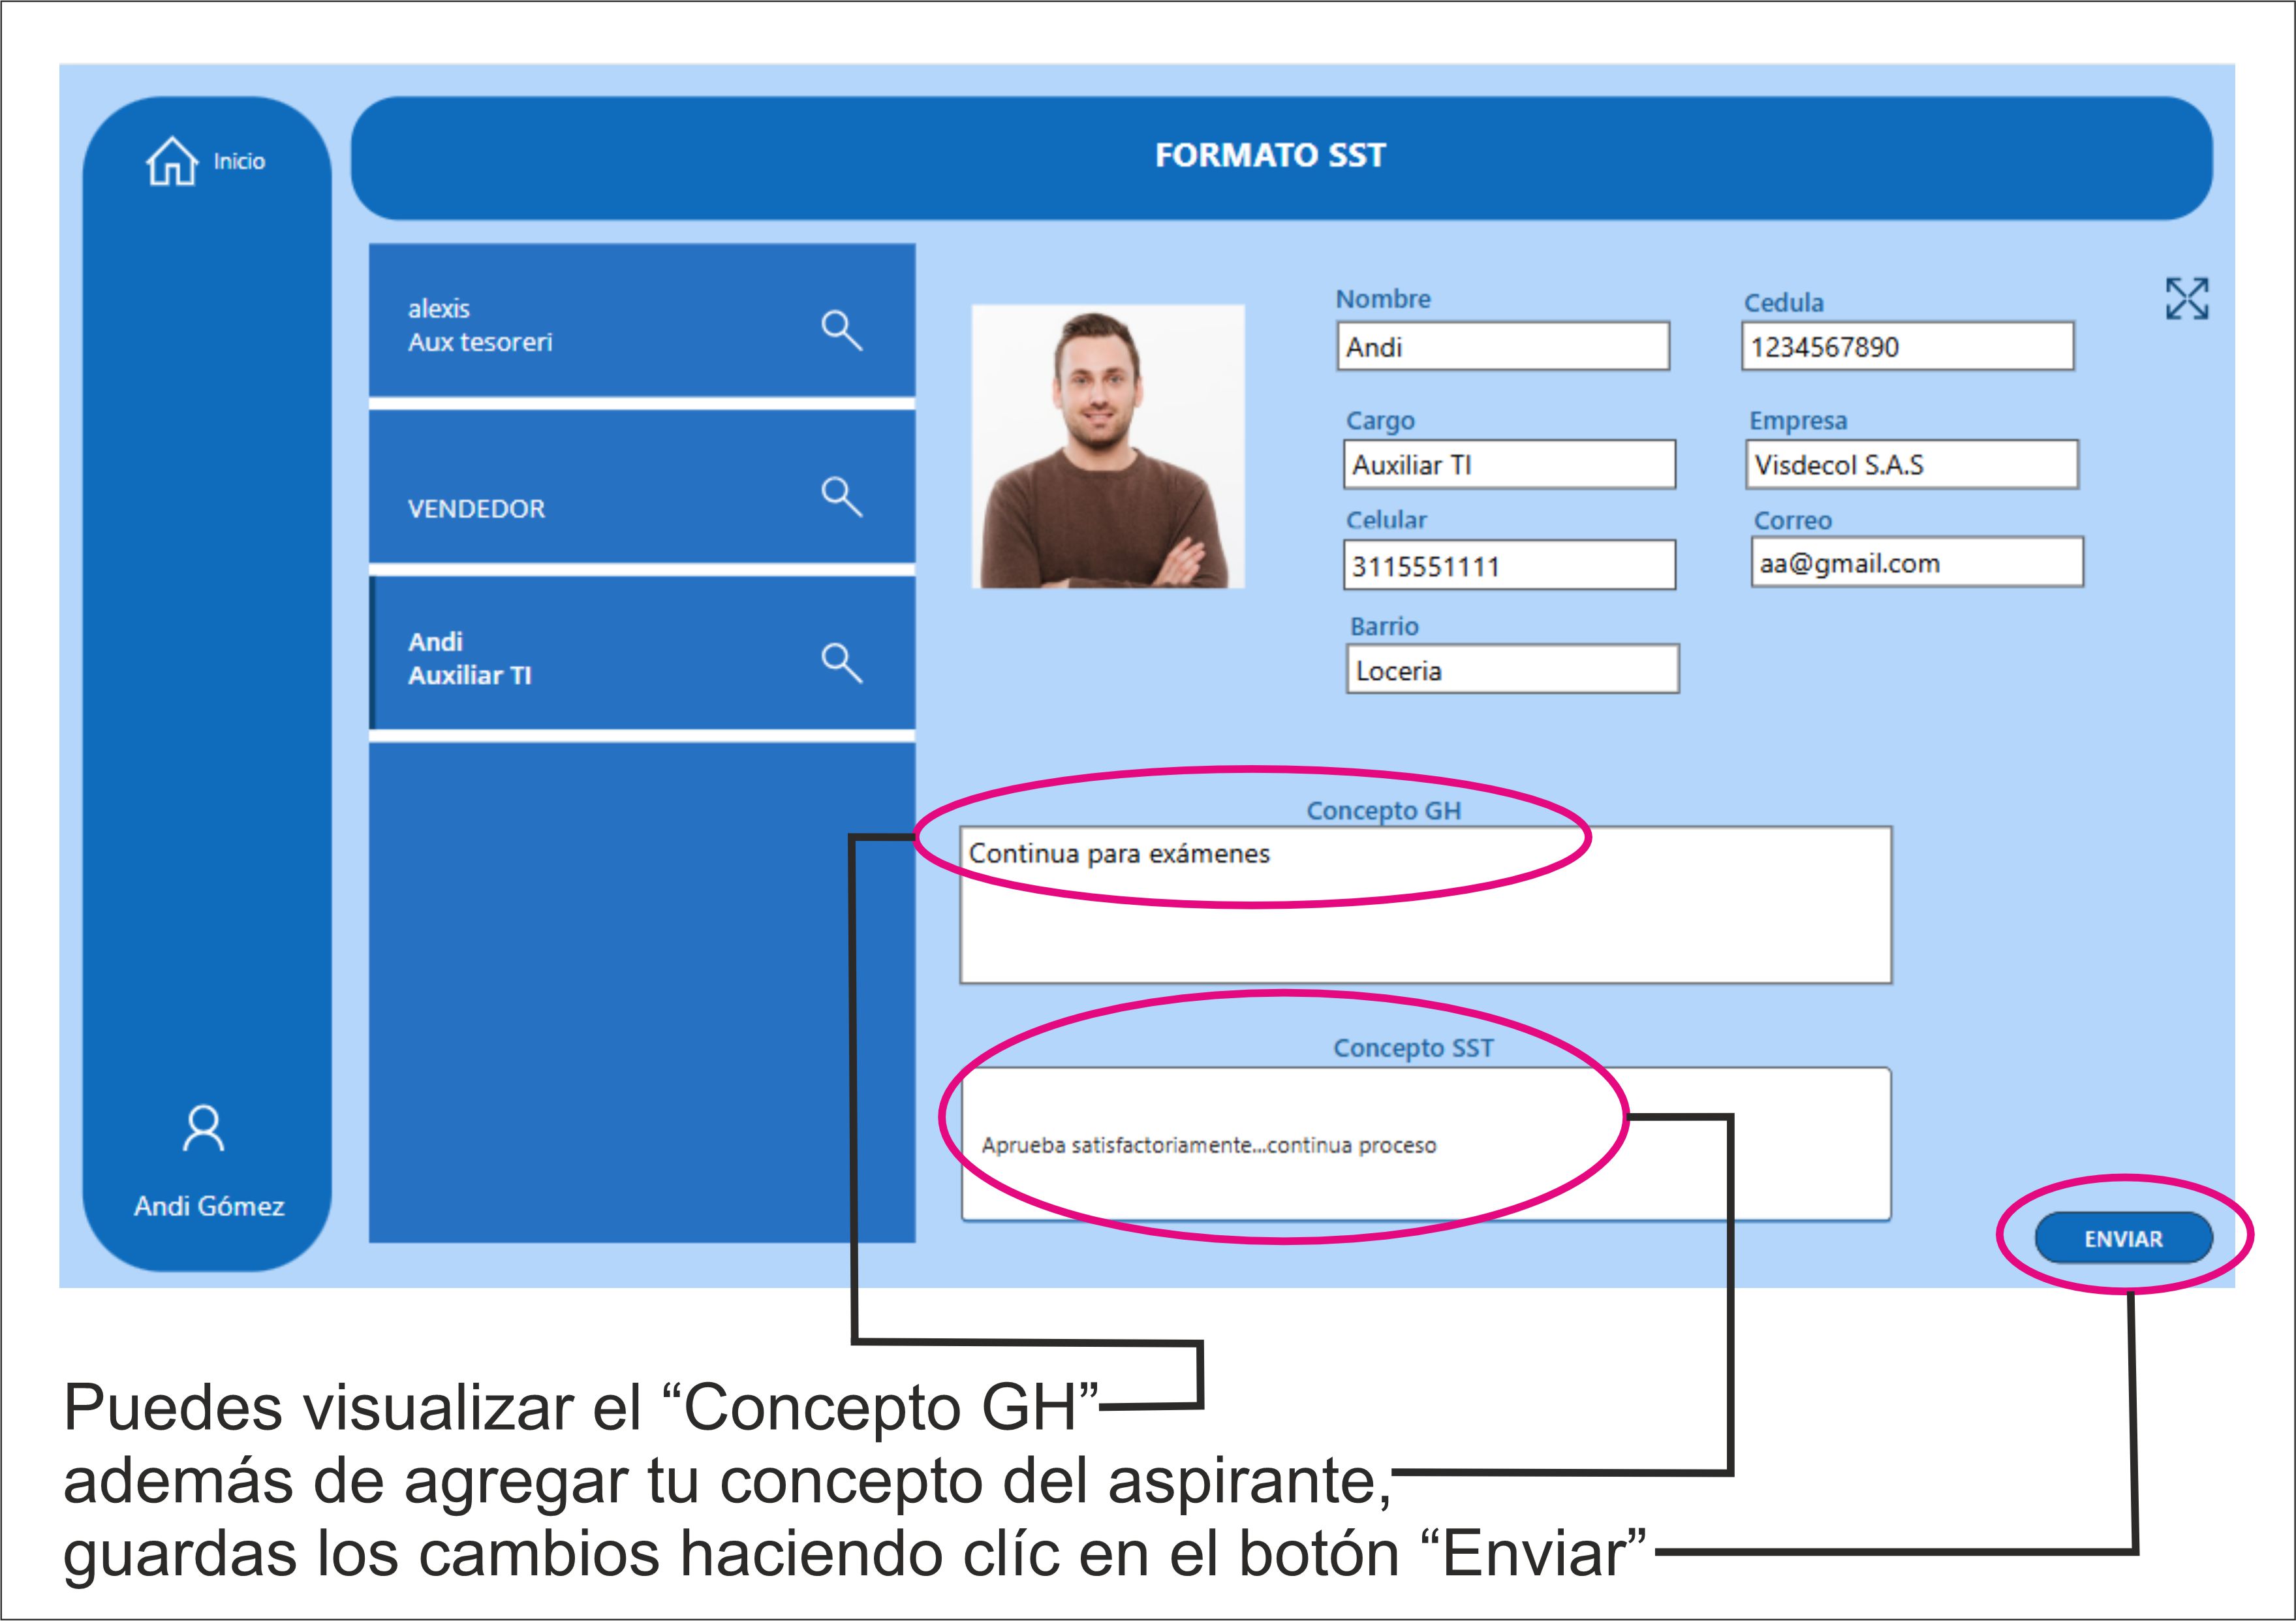 Inicio
FORMATO SST
alexis
Aux tesoreri
VENDEDOR
Andi
Auxiliar TI
Andi Gómez
Nombre
Andi
Cedula
1234567890
Cargo
Auxiliar TI
Empresa
Visdecol S.A.S
Celular
3115551111
Correo
aa@gmail.com
Barrio
Loceria
Concepto GH
Continua para exámenes
Concepto SST
Aprueba satisfactoriamente...continua proceso
ENVIAR
Puedes visualizar el “Concepto GH”
además de agregar tu concepto del aspirante,
guardas los cambios haciendo clíc en el botón “Enviar”